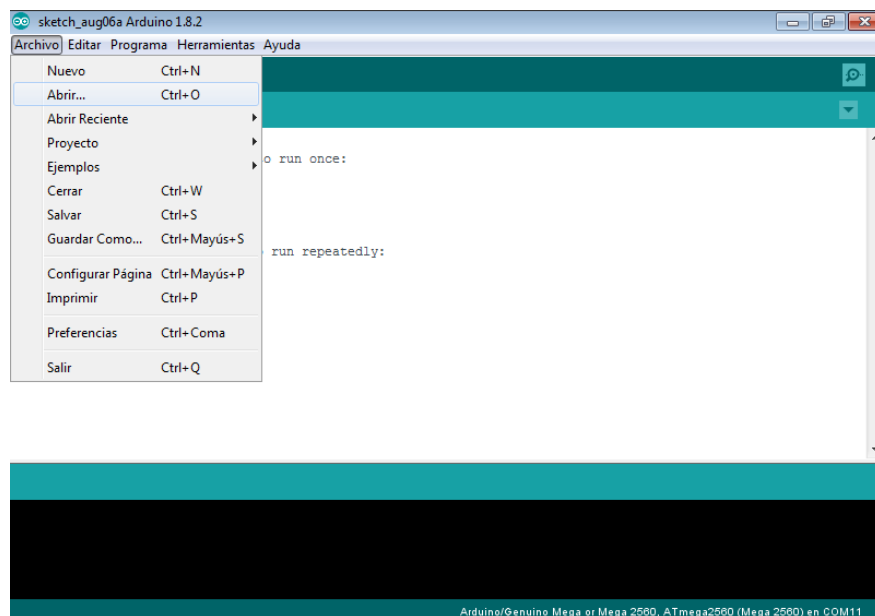 sketch_aug06a Arduino 1.8.2
Archivo Editar Programa Herramientas Ayuda
Nuevo Ctrl+N
Abrir... Ctrl+O
Abrir Reciente
Proyecto
Ejemplos
o run once:
Cerrar Ctrl+W
Salvar Ctrl+S
Guardar Como... Ctrl+Mayús+S
run repeatedly:
Configurar Página Ctrl+Mayús+P
Imprimir Ctrl+P
Preferencias Ctrl+Coma
Salir Ctrl+Q
Arduino/Genuino Mega or Mega 2560, ATmega2560 (Mega 2560) en COM11